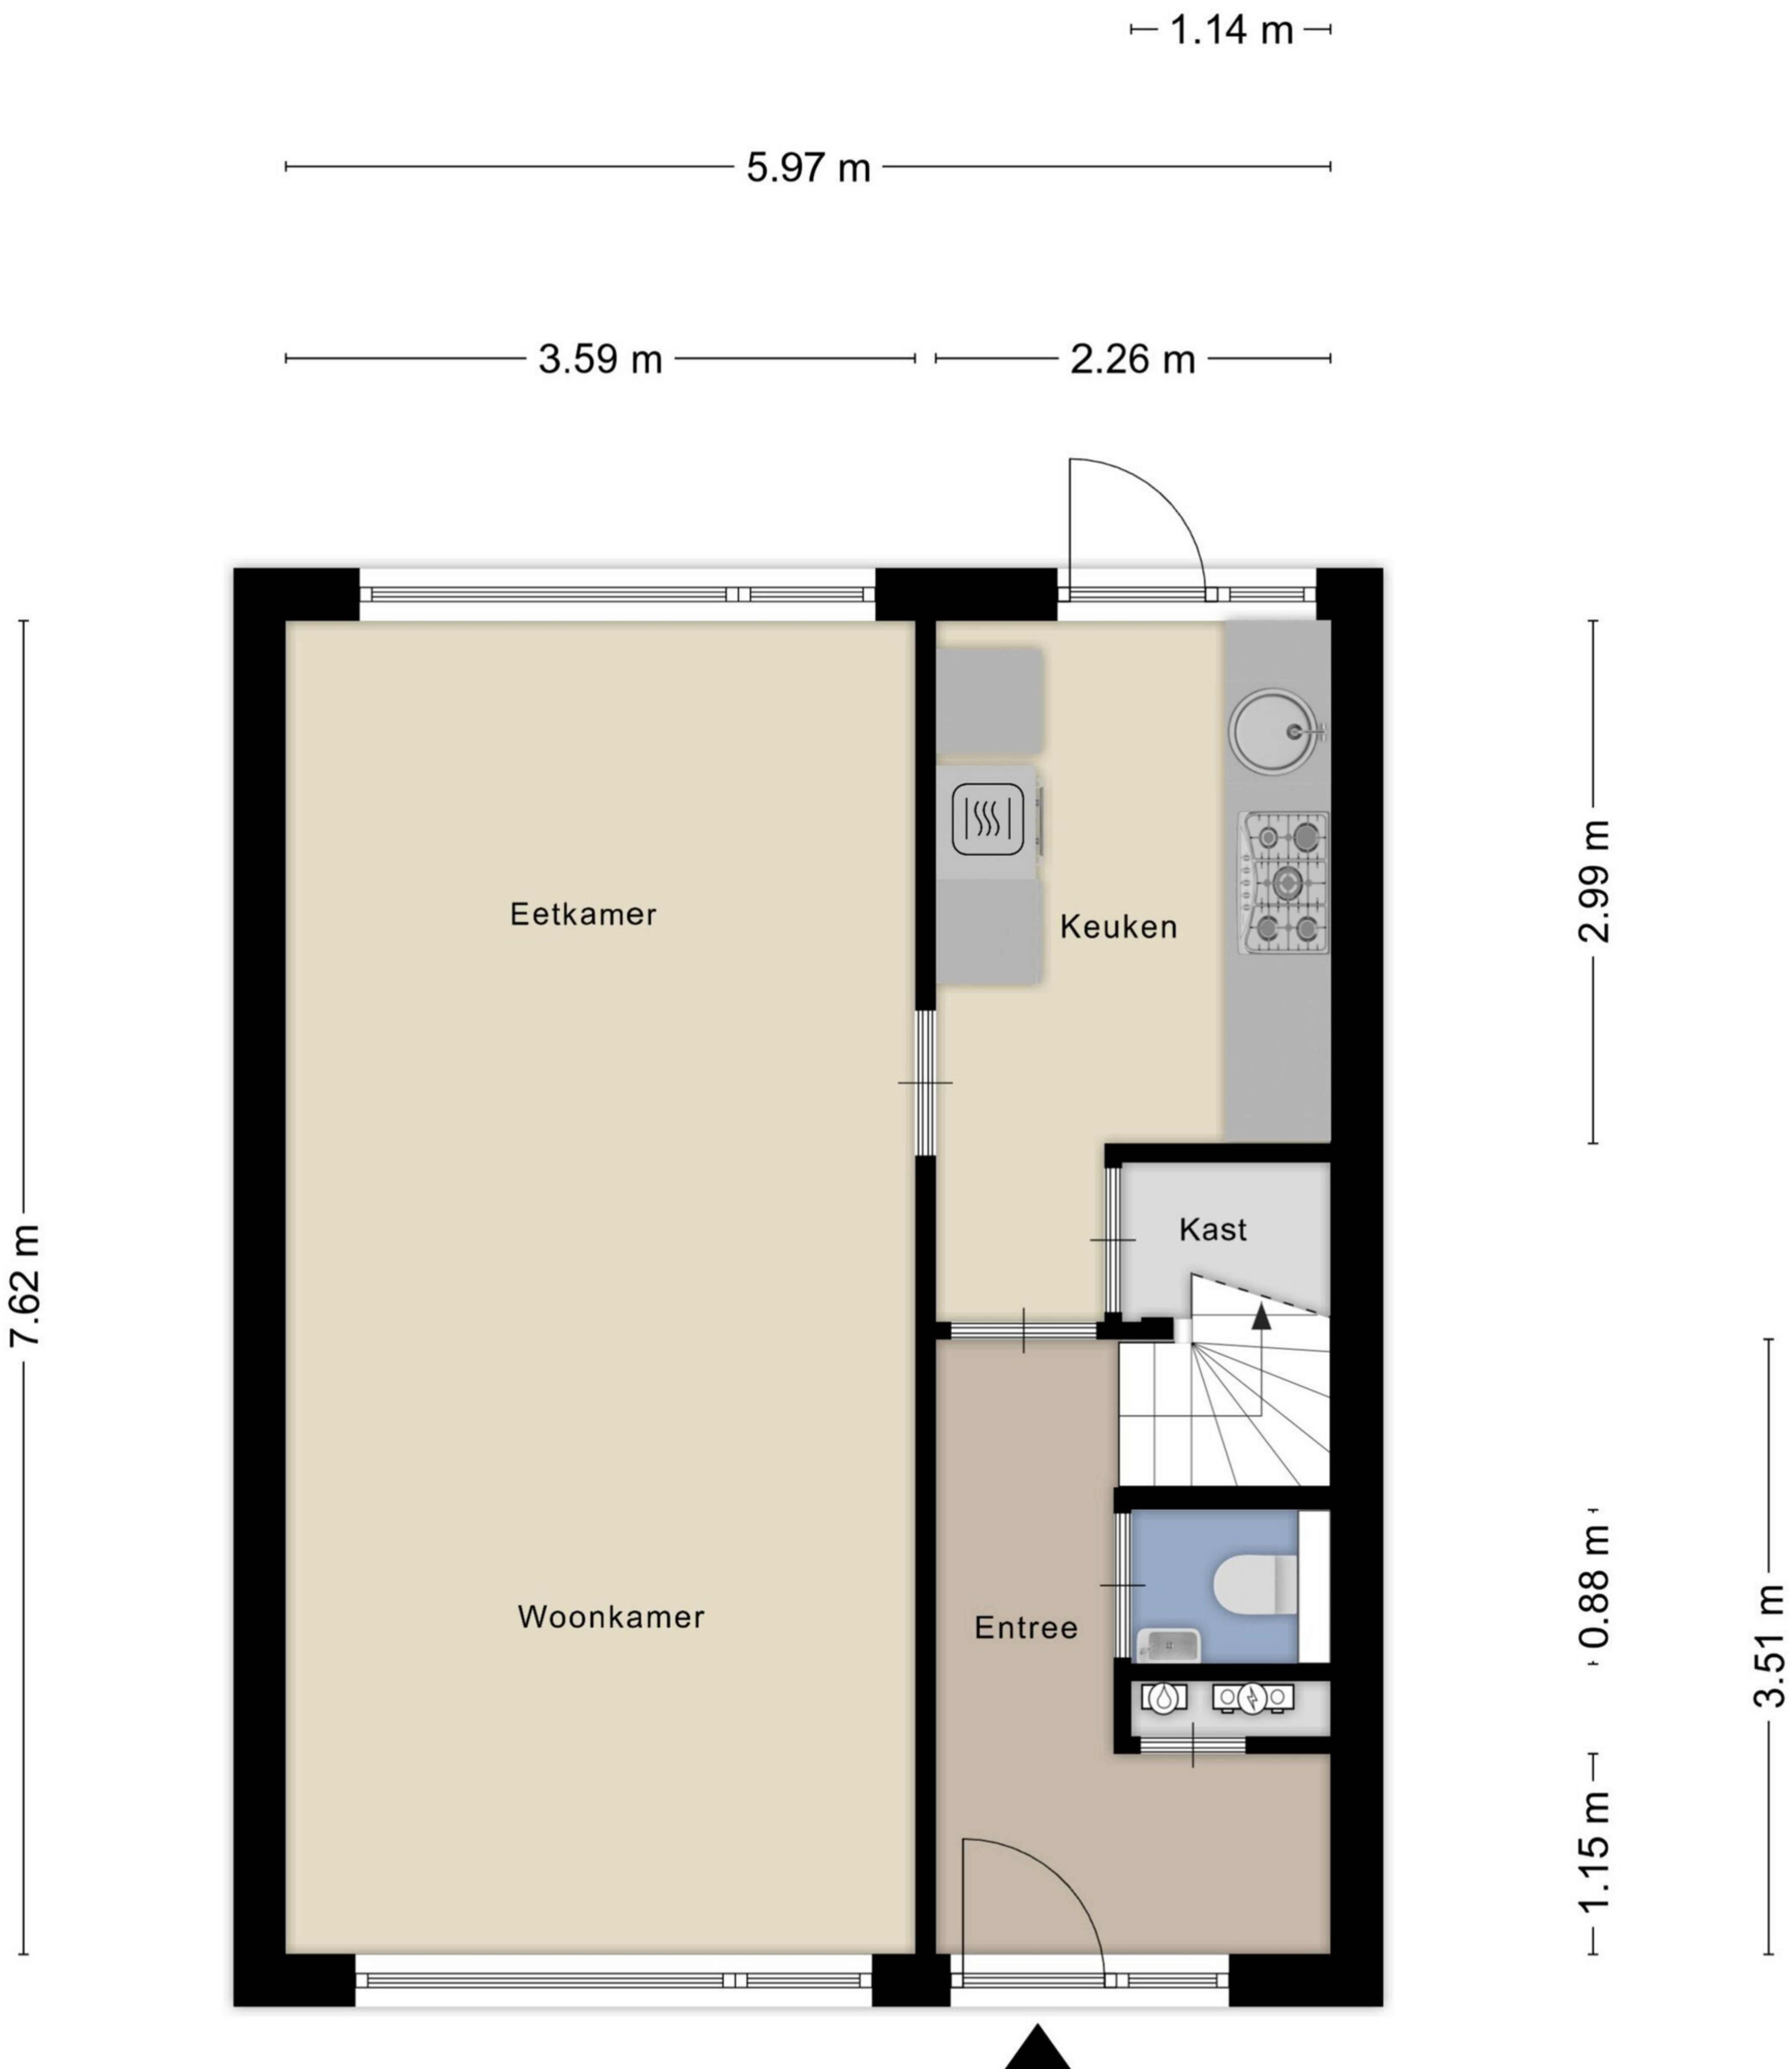 1.14 m
5.97 m
3.59 m
2.26 m
7.62 m
2.99 m
Eetkamer
Keuken
Kast
0.88 m
3.51 m
Woonkamer
Entree
1.15 m